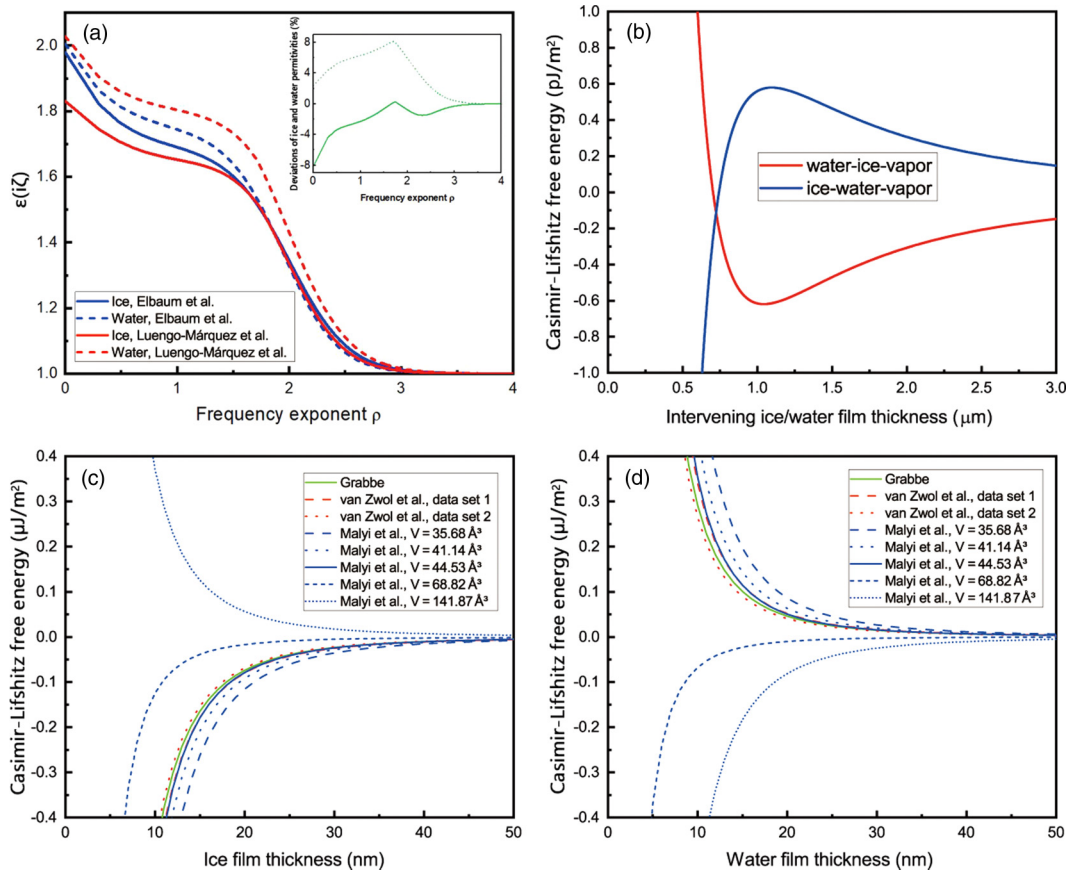 (a)
ε(iζ)
2.0
1.8
1.6
1.4
1.2
1.0
0
1
2
3
4
Frequency exponent ρ
Ice, Elbaum et al.
Water, Elbaum et al.
Ice, Luengo-Márquez et al.
Water, Luengo-Márquez et al.
Devitions of ice and water permitivities (%)
8
4
0
-4
-8
0
1
2
3
4
Frequency exponent ρ
(b)
Casimir-Lifshitz free energy (pJ/m²)
1.0
0.8
0.6
0.4
0.2
0.0
-0.2
-0.4
-0.6
-0.8
-1.0
0.0
0.5
1.0
1.5
2.0
2.5
3.0
Intervening ice/water film thickness (μm)
water-ice-vapor
ice-water-vapor
(c)
Casimir-Lifshitz free energy (μJ/m²)
0.4
0.3
0.2
0.1
0.0
-0.1
-0.2
-0.3
-0.4
0
10
20
30
40
50
Ice film thickness (nm)
Grabbe
van Zwol et al., data set 1
van Zwol et al., data set 2
Malyi et al., V = 35.68 Å³
Malyi et al., V = 41.14 Å³
Malyi et al., V = 44.53 Å³
Malyi et al., V = 68.82 Å³
Malyi et al., V = 141.87 Å³
(d)
Casimir-Lifshitz free energy (μJ/m²)
0.4
0.3
0.2
0.1
0.0
-0.1
-0.2
-0.3
-0.4
0
10
20
30
40
50
Water film thickness (nm)
Grabbe
van Zwol et al., data set 1
van Zwol et al., data set 2
Malyi et al., V = 35.68 Å³
Malyi et al., V = 41.14 Å³
Malyi et al., V = 44.53 Å³
Malyi et al., V = 68.82 Å³
Malyi et al., V = 141.87 Å³